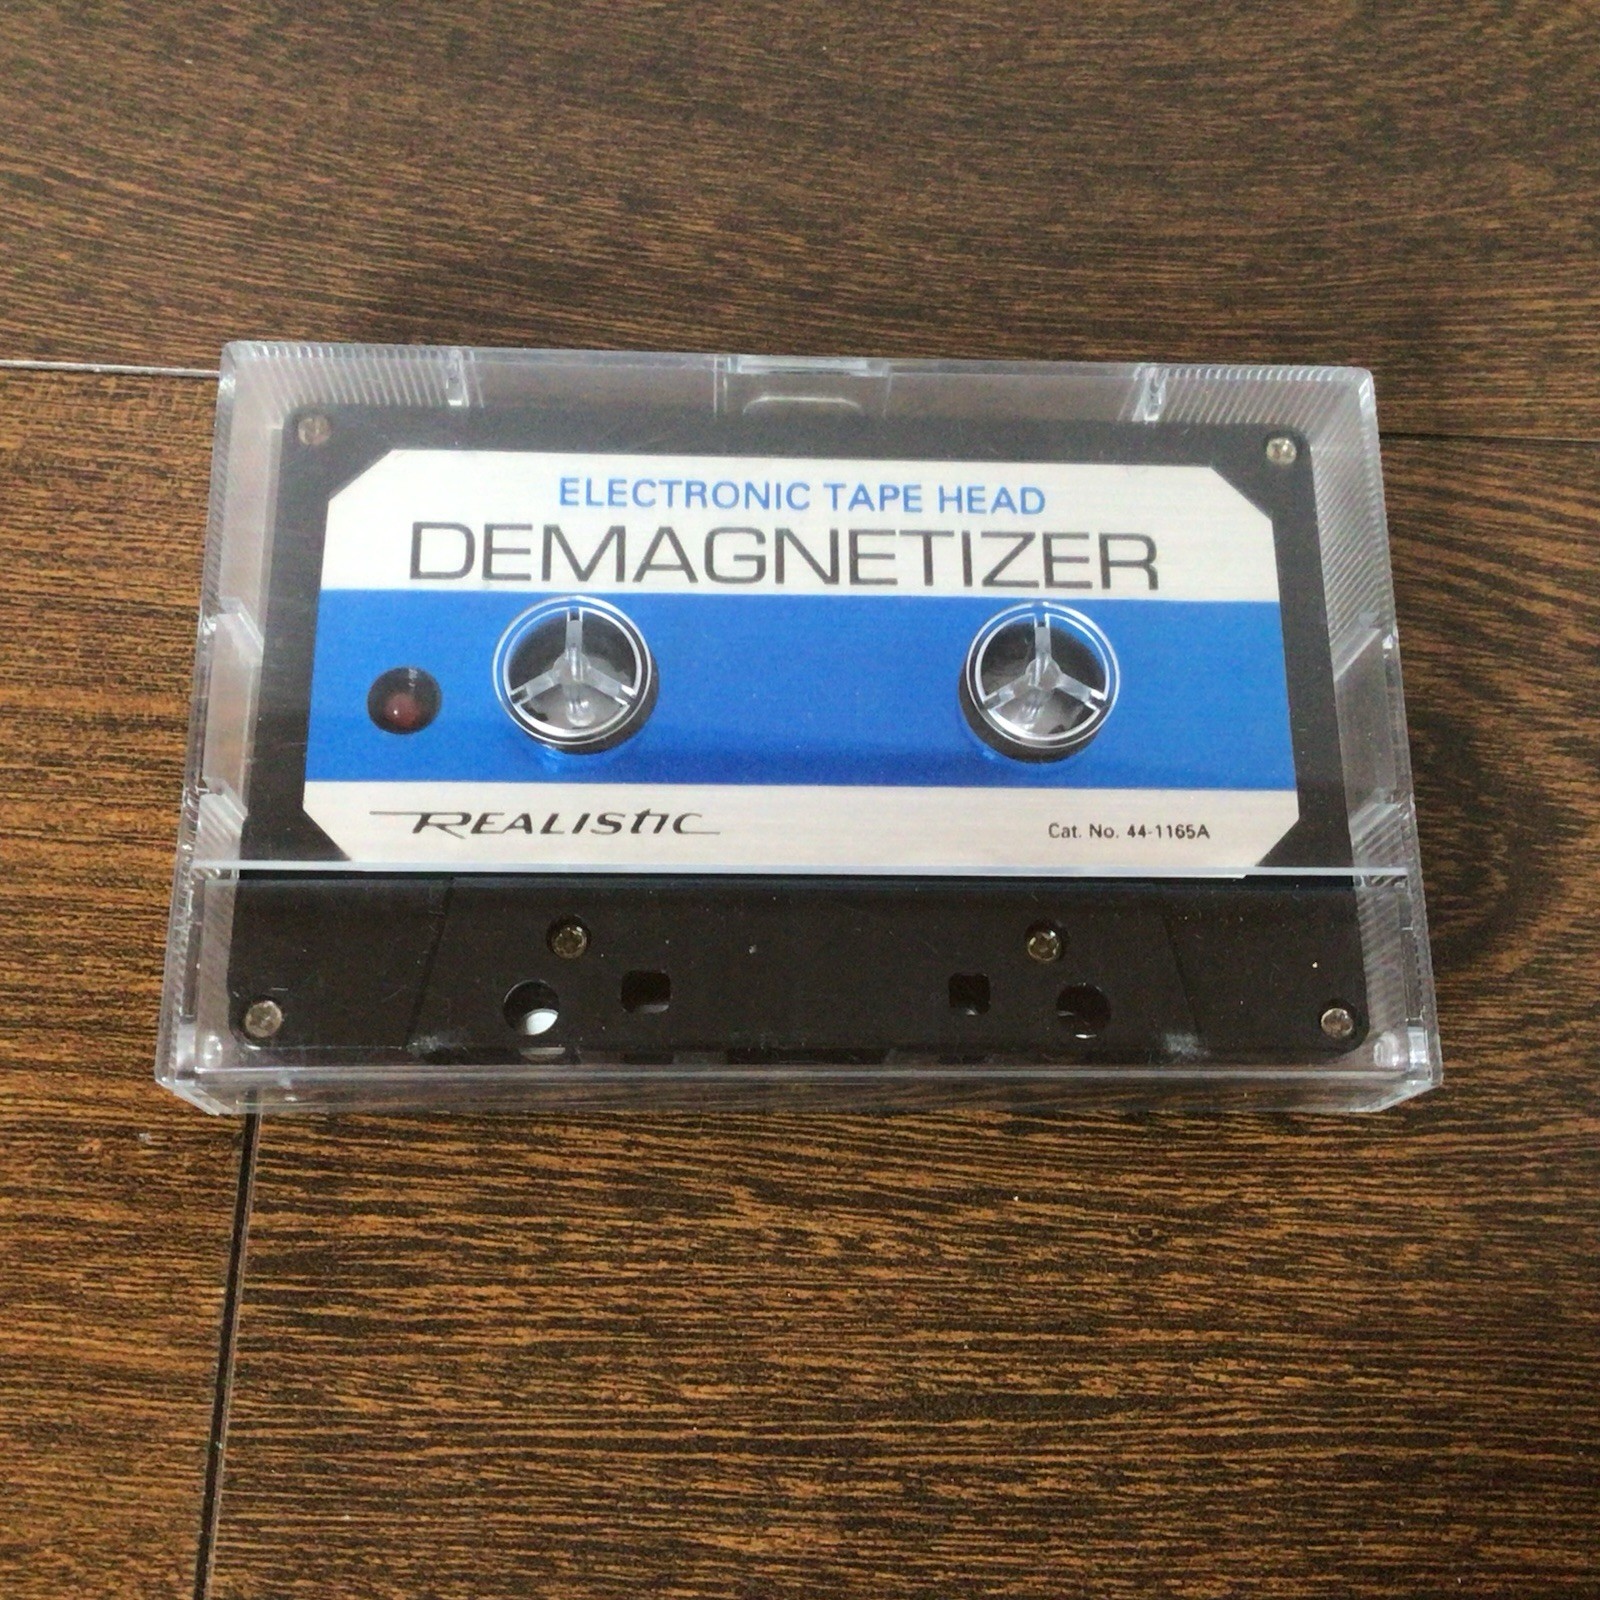 ELECTRONIC TAPE HEAD
DEMAGNETIZER
REALISTIC
Cat. No. 44-1165A